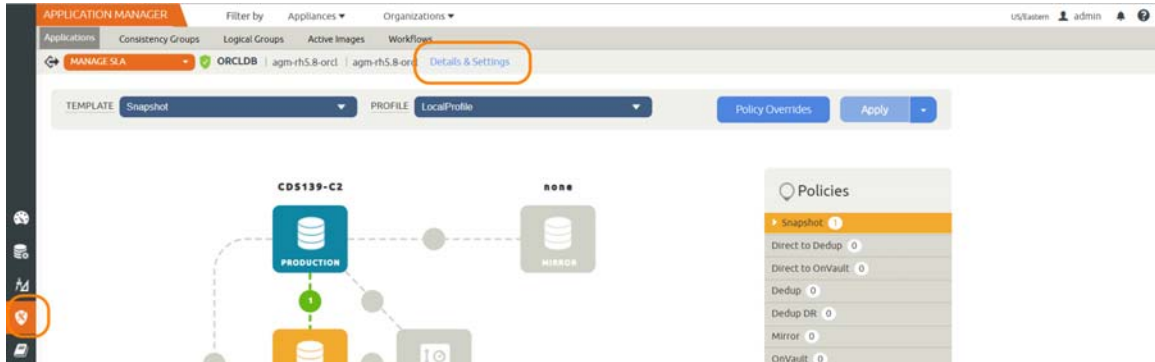 APPLICATION MANAGER Filter by Appliances Organizations US/Eastern admin
Applications Consistency Groups Logical Groups Active Images Workflows
MANAGE SLA ORCLDB | agm-rh5.8-orcl | agm-rh5.8-orcl Details & Settings
TEMPLATE Snapshot PROFILE LocalProfile Policy Overrides Apply
CDS139-C2 none
Policies
Snapshot 1
PRODUCTION MIRROR
Direct to Dedup 0
Direct to OnVault 0
Dedup 0
1
Dedup DR 0
Mirror 0
OnVault 0